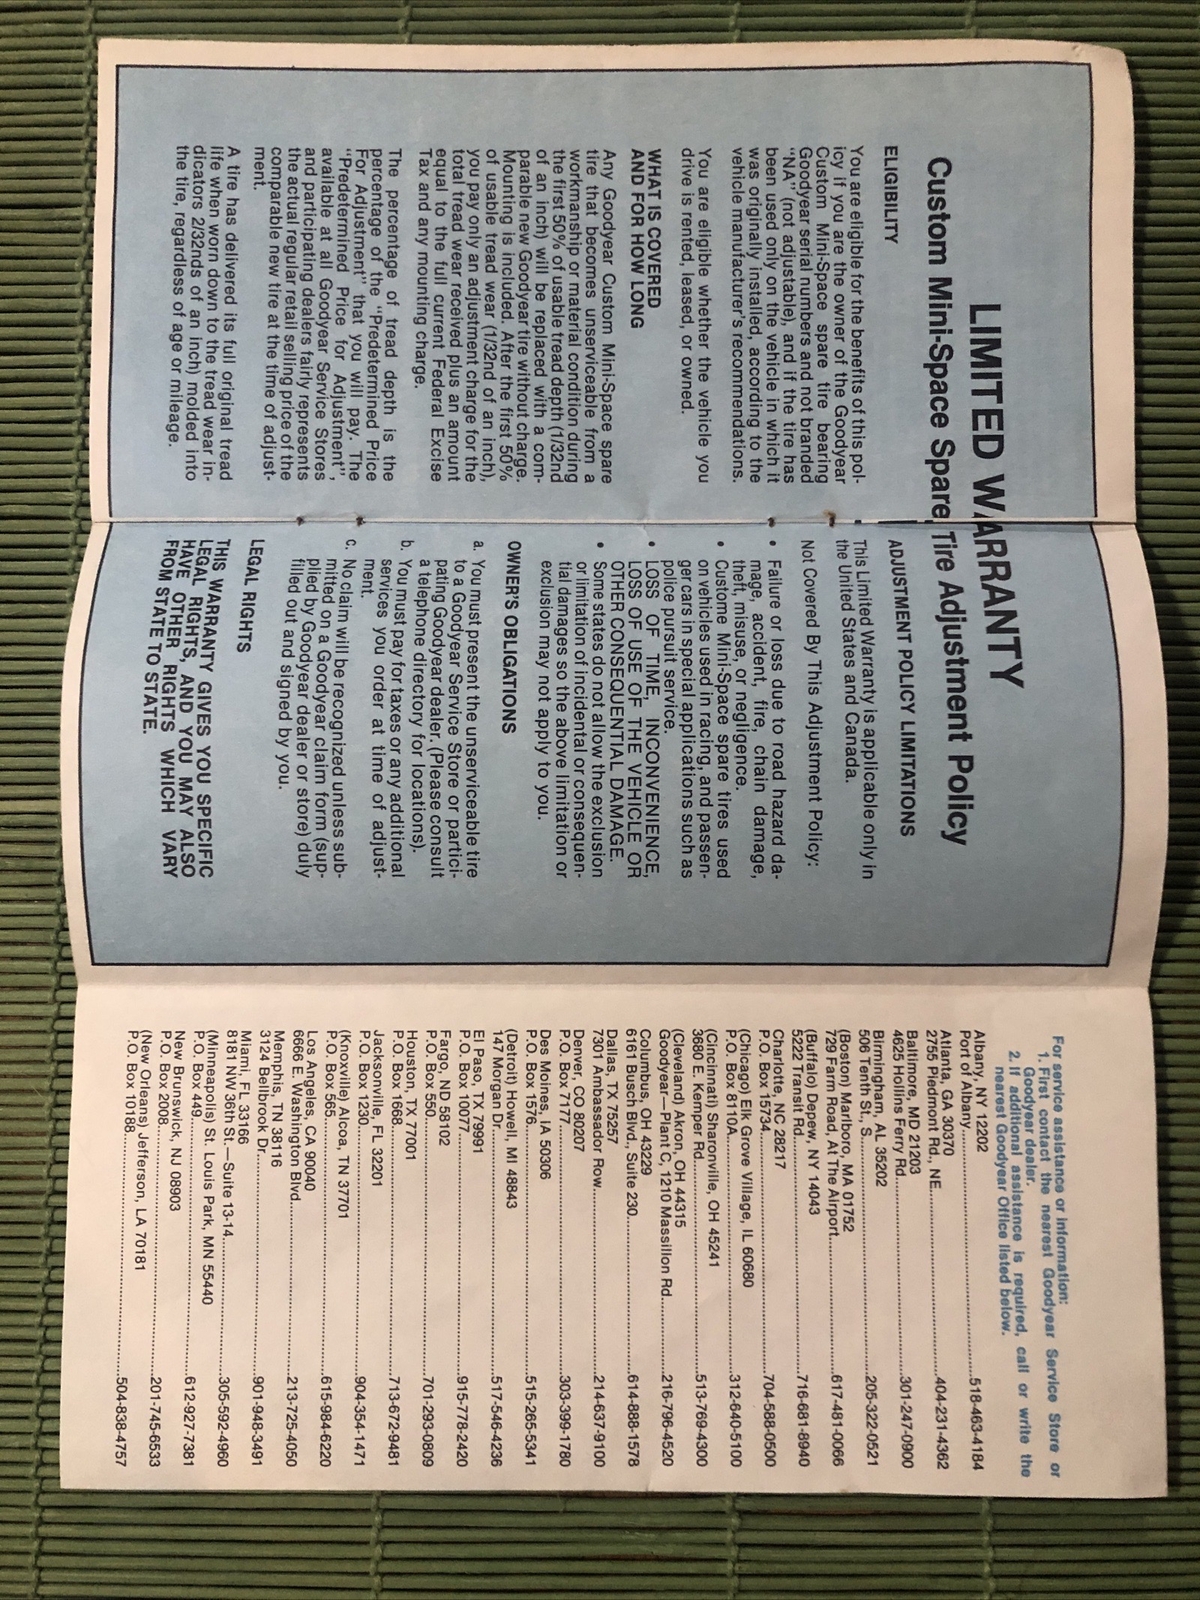 LIMITED WARRANTY
Custom Mini-Space Spare Tire Adjustment Policy
ELIGIBILITY
You are eligible for the benefits of this pol-
icy if you are the owner of the Goodyear
Custom Mini-Space spare tire bearing
Goodyear serial numbers and not branded
"NA" (not adjustable), and if the tire has
been used only on the vehicle in which it
was originally installed, according to the
vehicle manufacturer's recommendations.
You are eligible whether the vehicle you
drive is rented, leased, or owned.
WHAT IS COVERED
AND FOR HOW LONG
Any Goodyear Custom Mini-Space spare
tire that becomes unserviceable from a
workmanship or material condition during
the first 50% of usable tread depth (1/32nd
of an inch) will be replaced with a com-
parable new Goodyear tire without charge.
Mounting is included. After the first 50%
of usable tread wear (1/32nd of an inch),
you pay only an adjustment charge for the
total tread wear received plus an amount
equal to the full current Federal Excise
Tax and any mounting charge.
The percentage of tread depth is the
percentage of the "Predetermined Price
For Adjustment" that you will pay. The
"Predetermined Price for Adjustment",
available at all Goodyear Service Stores
and participating dealers fairly represents
the actual regular retail selling price of the
comparable new tire at the time of adjust-
ment.
A tire has delivered its full original tread
life when worn down to the tread wear in-
dicators 2/32nds of an inch) molded into
the tire, regardless of age or mileage.
ADJUSTMENT POLICY LIMITATIONS
This Limited Warranty is applicable only in
the United States and Canada.
Not Covered By This Adjustment Policy:
• Failure or loss due to road hazard da-
mage, accident, fire, chain damage,
theft, misuse, or negligence.
• Custome Mini-Space spare tires used
on vehicles used in racing, and passen-
ger cars in special applications such as
police pursuit service.
• LOSS OF TIME, INCONVENIENCE,
LOSS OF USE OF THE VEHICLE OR
OTHER CONSEQUENTIAL DAMAGE.
• Some states do not allow the exclusion
or limitation of incidental or consequen-
tial damages so the above limitation or
exclusion may not apply to you.
OWNER'S OBLIGATIONS
a. You must present the unserviceable tire
to a Goodyear Service Store or partici-
pating Goodyear dealer. (Please consult
a telephone directory for locations).
b. You must pay for taxes or any additional
services you order at time of adjust-
ment.
c. No claim will be recognized unless sub-
mitted on a Goodyear claim form (sup-
plied by Goodyear dealer or store) duly
filled out and signed by you.
LEGAL RIGHTS
THIS WARRANTY GIVES YOU SPECIFIC
LEGAL RIGHTS, AND YOU MAY ALSO
HAVE OTHER RIGHTS WHICH VARY
FROM STATE TO STATE.
For service assistance or information:
1. First contact the nearest Goodyear Service Store or
Goodyear dealer.
2. If additional assistance is required, call or write the
nearest Goodyear Office listed below.
Albany, NY 12202
Port of Albany....518-463-4184
Atlanta, GA 30370
2755 Piedmont Rd., NE....404-231-4362
Baltimore, MD 21203
4625 Hollins Ferry Rd....301-247-0900
Birmingham, AL 35202
506 Tenth St., S....205-322-0521
(Boston) Marlboro, MA 01752
729 Farm Road, At The Airport....617-481-0066
(Buffalo) Depew, NY 14043
5222 Transit Rd....716-681-8940
Charlotte, NC 28217
P.O. Box 15734....704-588-0500
(Chicago) Elk Grove Village, IL 60680
P.O. Box 8110A....312-640-5100
(Cincinnati) Sharonville, OH 45241
3680 E. Kemper Rd....513-769-4300
(Cleveland) Akron, OH 44315
Goodyear—Plant C, 1210 Massillon Rd....216-796-4520
Columbus, OH 43229
6161 Busch Blvd., Suite 230....614-888-1578
Dallas, TX 75257
7301 Ambassador Row....214-637-9100
Denver, CO 80207
P.O. Box 7177....303-399-1780
Des Moines, IA 50306
P.O. Box 1576....515-265-5341
(Detroit) Howell, MI 48843
147 Morgan Dr....517-546-4236
El Paso, TX 79991
P.O. Box 10077....915-778-2420
Fargo, ND 58102
P.O. Box 550....701-293-0809
Houston, TX 77001
P.O. Box 1668....713-672-9481
Jacksonville, FL 32201
P.O. Box 1230....904-354-1471
(Knoxville) Alcoa, TN 37701
P.O. Box 565....615-984-6220
Los Angeles, CA 90040
6666 E. Washington Blvd....213-725-4050
Memphis, TN 38116
3124 Bellbrook Dr....901-948-3491
Miami, FL 33166
8181 NW 36th St.—Suite 13-14....305-592-4960
(Minneapolis) St. Louis Park, MN 55440
P.O. Box 449....612-927-7381
New Brunswick, NJ 08903
P.O. Box 2008....201-745-6533
(New Orleans) Jefferson, LA 70181
P.O. Box 10188....504-838-4757